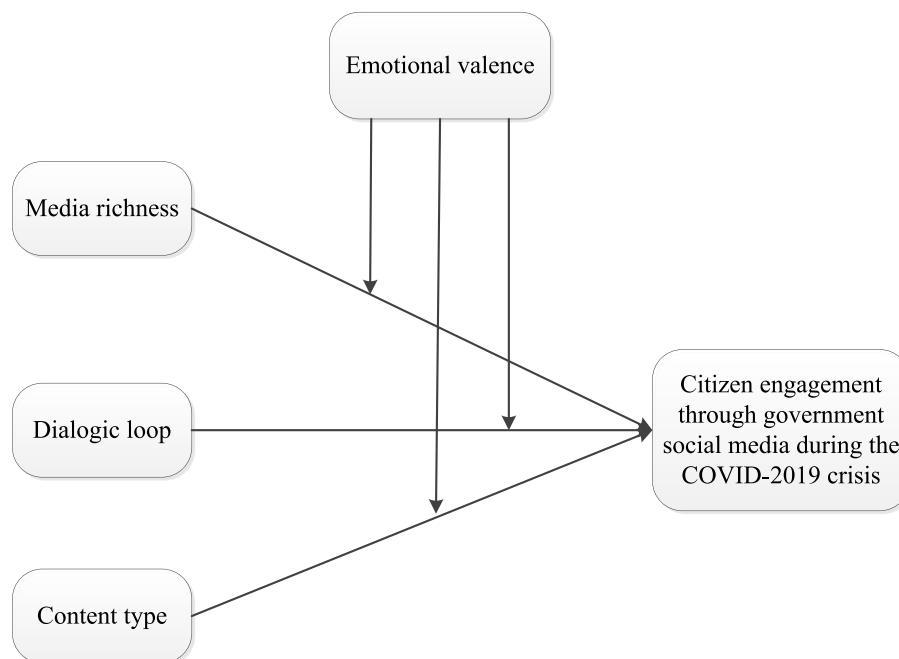 Emotional valence
Media richness
Dialogic loop
Content type
Citizen engagement
through government
social media during the
COVID-2019 crisis